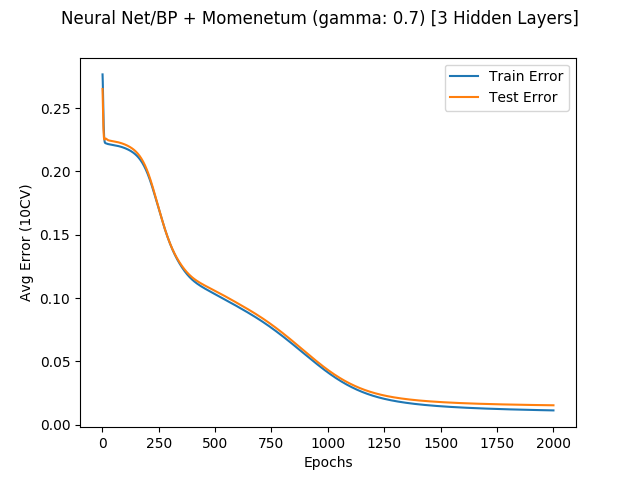 Neural Net/BP + Momenetum (gamma: 0.7) [3 Hidden Layers]
Train Error
Test Error
0.25
0.20
0.15
0.10
0.05
0.00
Avg Error (10CV)
0 250 500 750 1000 1250 1500 1750 2000
Epochs